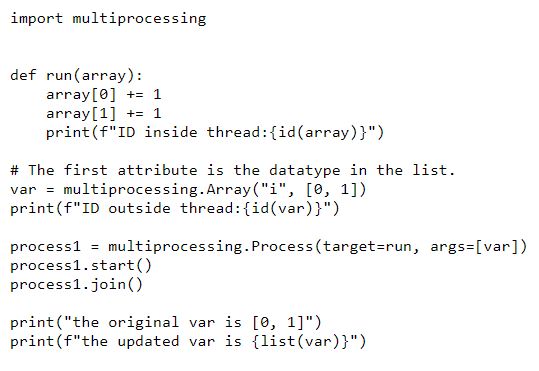 import multiprocessing
def run(array):
    array[0] += 1
    array[1] += 1
    print(f"ID inside thread:{id(array)}")
# The first attribute is the datatype in the list.
var = multiprocessing.Array("i", [0, 1])
print(f"ID outside thread:{id(var)}")
process1 = multiprocessing.Process(target=run, args=[var])
process1.start()
process1.join()
print("the original var is [0, 1]")
print(f"the updated var is {list(var)}")